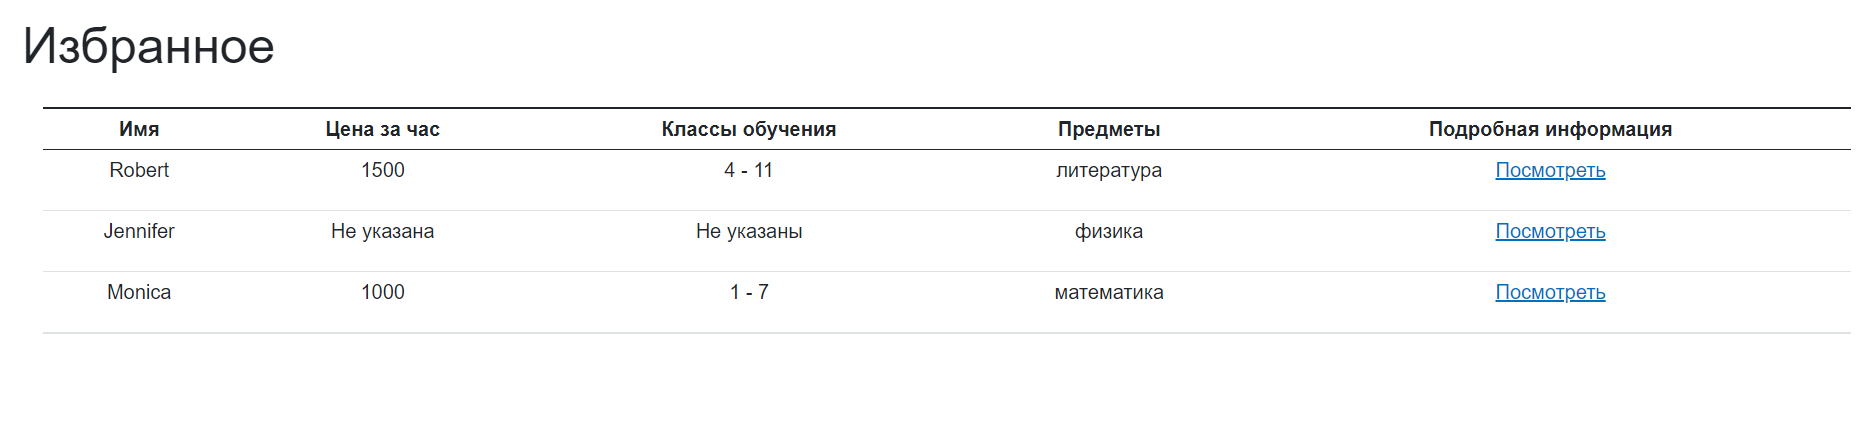 Избранное
Имя Цена за час Классы обучения Предметы Подробная информация
Robert 1500 4 - 11 литература Посмотреть
Jennifer Не указана Не указаны физика Посмотреть
Monica 1000 1 - 7 математика Посмотреть